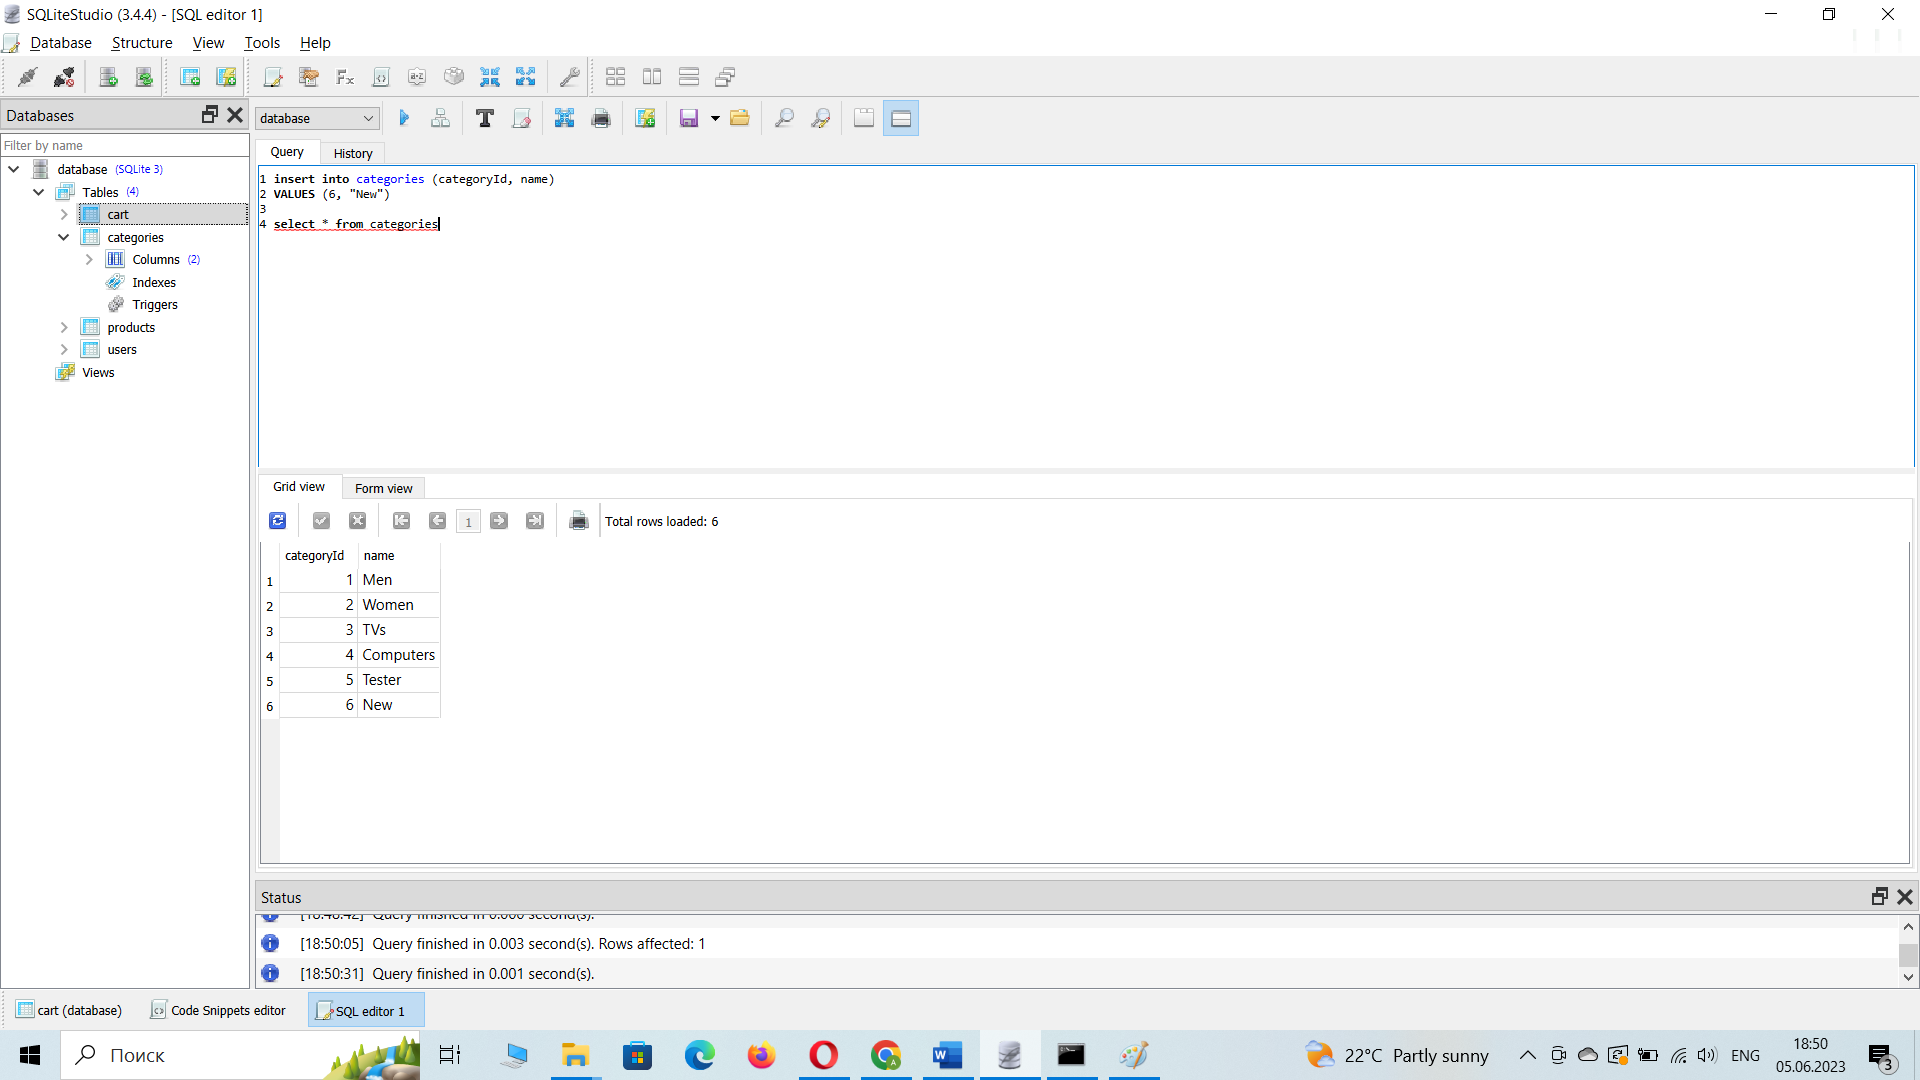 SQLiteStudio (3.4.4) - [SQL editor 1]
Database Structure View Tools Help
Databases
Filter by name
database (SQLite 3)
Tables (4)
cart
categories
Columns (2)
Indexes
Triggers
products
users
Views
database
Query History
1 insert into categories (categoryId, name)
2 VALUES (6, "New")
3
4 select * from categories
Grid view Form view
1 Total rows loaded: 6
categoryId name
1 1 Men
2 2 Women
3 3 TVs
4 4 Computers
5 5 Tester
6 6 New
Status
[18:48:42] Query finished in 0.000 second(s).
[18:50:05] Query finished in 0.003 second(s). Rows affected: 1
[18:50:31] Query finished in 0.001 second(s).
cart (database) Code Snippets editor SQL editor 1
Поиск
22°C Partly sunny
ENG
18:50
05.06.2023
3